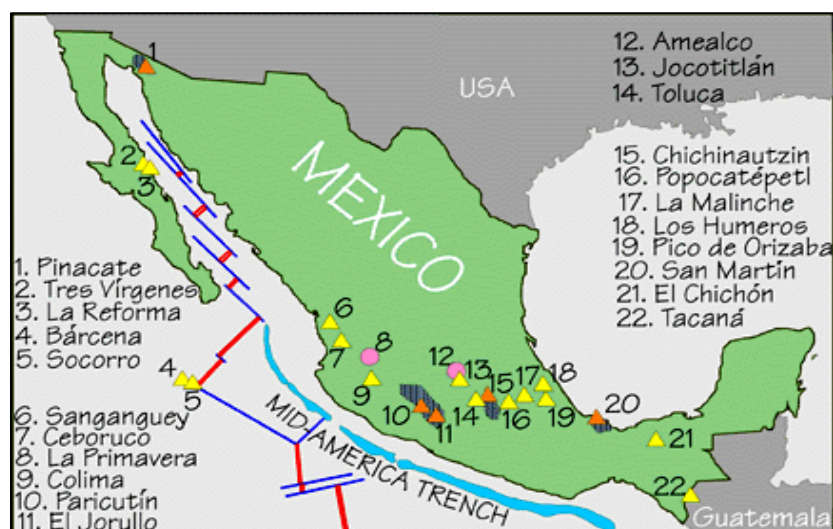 1
12. Amealco
13. Jocotitlán
14. Toluca
USA
MEXICO
2
3
15. Chichinautzin
16. Popocatépetl
17. La Malinche
18. Los Humeros
19. Pico de Orizaba
20. San Martín
21. El Chichón
22. Tacaná
1. Pinacate
2. Tres Vírgenes
3. La Reforma
4. Bárcena
5. Socorro
6
7
8
4
5
9
12
13
10
11
14
15
16
17
18
19
20
21
22
MID-AMERICA TRENCH
6. Sanganguey
7. Ceboruco
8. La Primavera
9. Colima
10. Paricutín
11. El Jorullo
Guatemala